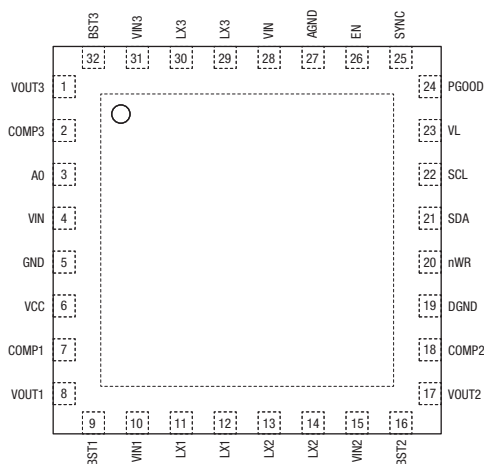 BST3 VIN3 LX3 LX3 VIN AGND EN SYNC
32 31 30 29 28 27 26 25
VOUT3 1 24 PGOOD
COMP3 2 23 VL
A0 3 22 SCL
VIN 4 21 SDA
GND 5 20 nWR
VCC 6 19 DGND
COMP1 7 18 COMP2
VOUT1 8 17 VOUT2
9 10 11 12 13 14 15 16
BST1 VIN1 LX1 LX1 LX2 LX2 VIN2 BST2